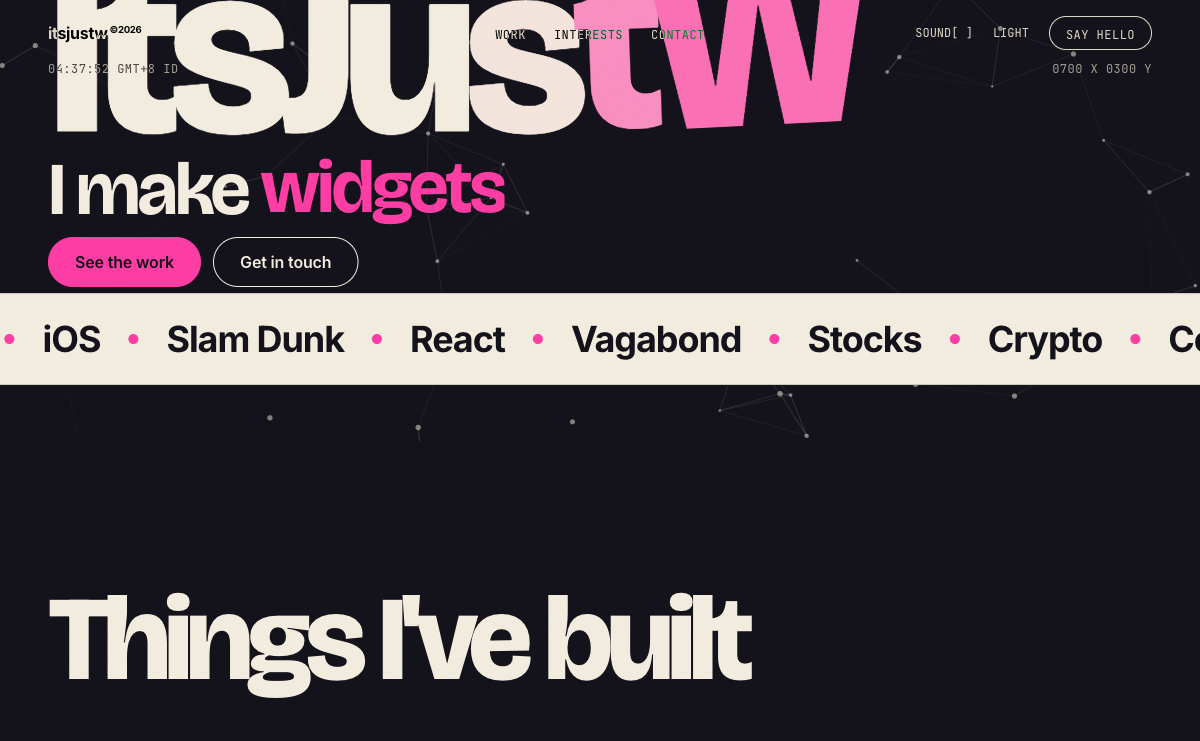 itsjustw ©2026
WORK INTERESTS CONTACT
SOUND[ ] LIGHT SAY HELLO
04:37:52 GMT+8 ID
0700 X 0300 Y
itsJustW
I make widgets
See the work Get in touch
iOS • Slam Dunk • React • Vagabond • Stocks • Crypto •
Things I've built